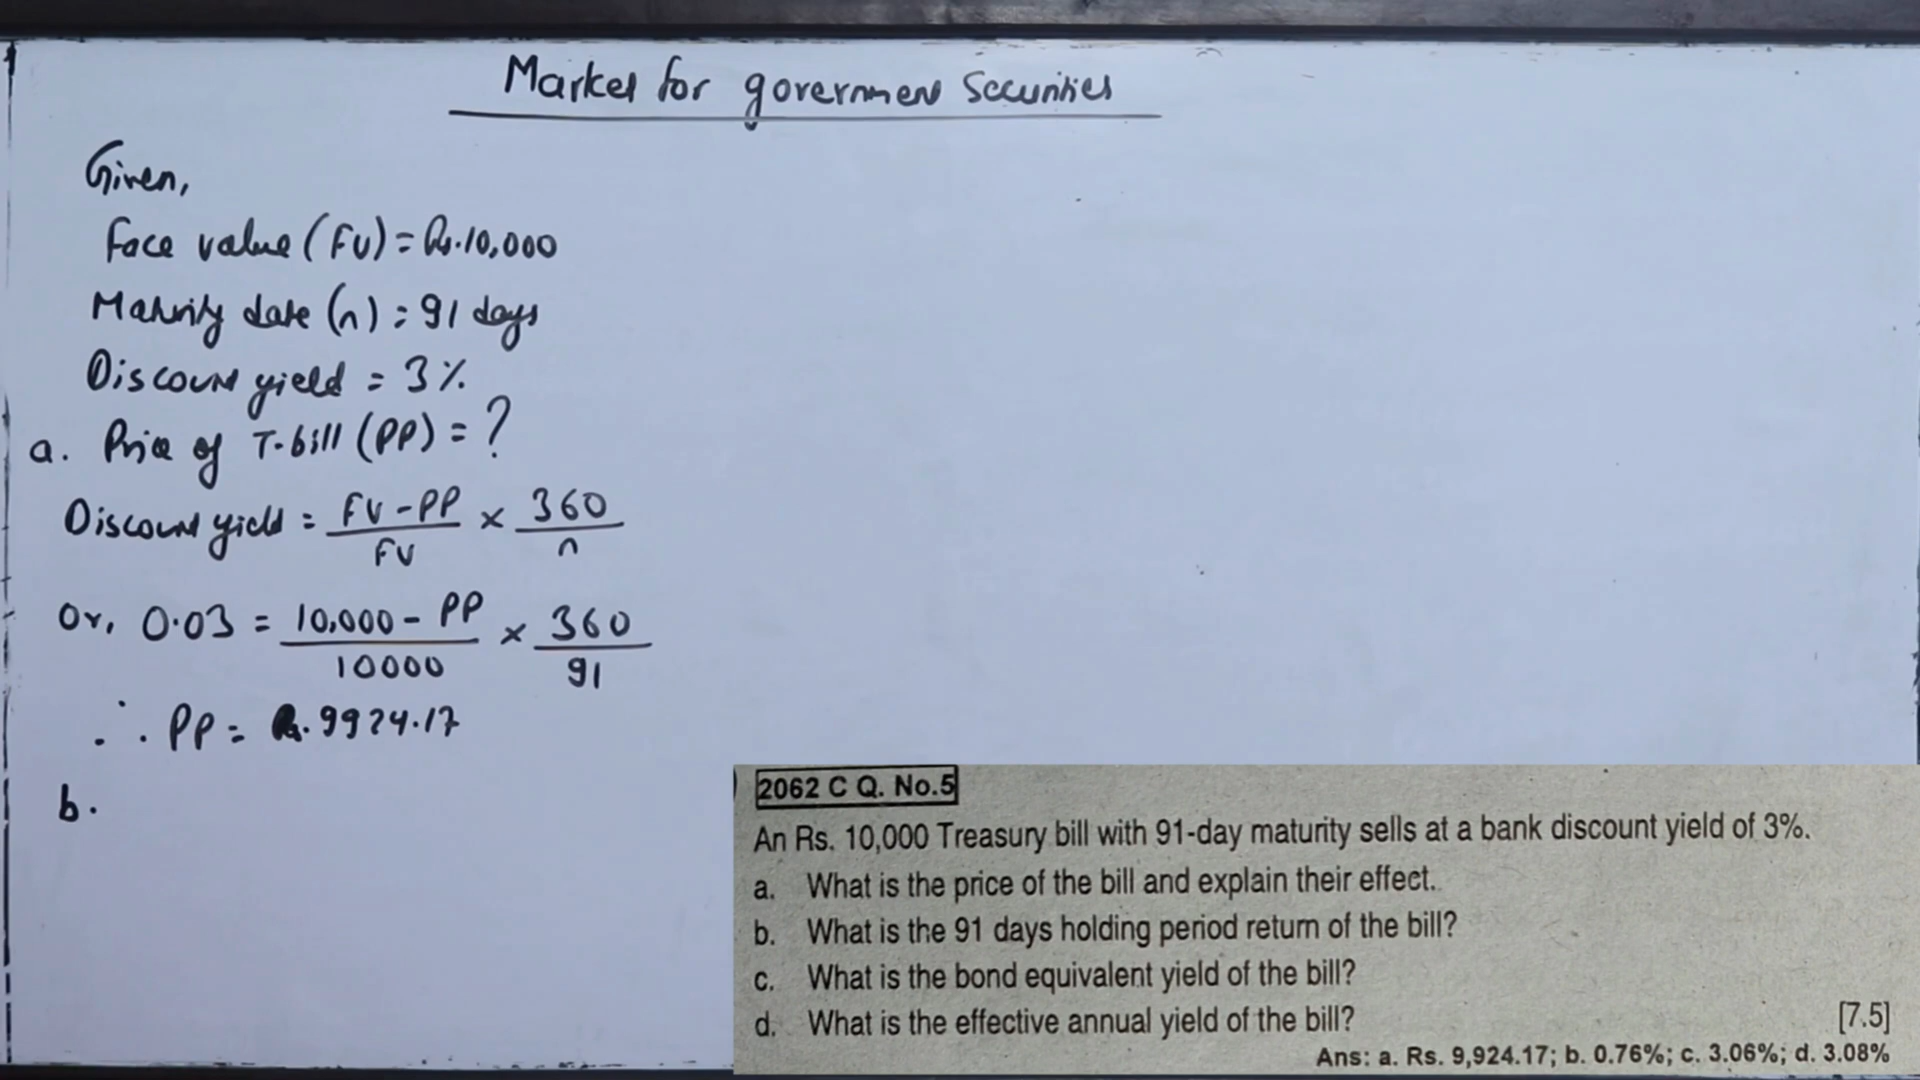 Market for government Securities
Given,
Face value (FV) = Rs.10,000
Maturity date (n) = 91 days
Discount yield = 3%
a. Price of T-bill (PP) = ?
Discount yield = FV - PP / FV × 360 / n
Or, 0.03 = 10,000 - PP / 10000 × 360 / 91
∴ PP = Rs.9924.17
b.
2062 C Q. No.5
An Rs. 10,000 Treasury bill with 91-day maturity sells at a bank discount yield of 3%.
a. What is the price of the bill and explain their effect.
b. What is the 91 days holding period return of the bill?
c. What is the bond equivalent yield of the bill?
d. What is the effective annual yield of the bill?
[7.5]
Ans: a. Rs. 9,924.17; b. 0.76%; c. 3.06%; d. 3.08%